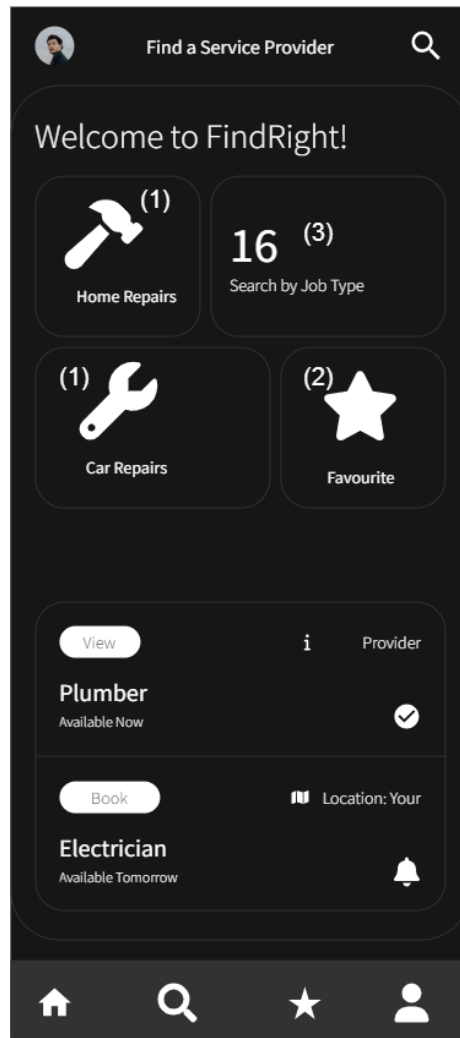 Find a Service Provider
Welcome to FindRight!
(1)
Home Repairs
16 (3)
Search by Job Type
(1)
Car Repairs
(2)
Favourite
View
i Provider
Plumber
Available Now
Book
Location: Your
Electrician
Available Tomorrow